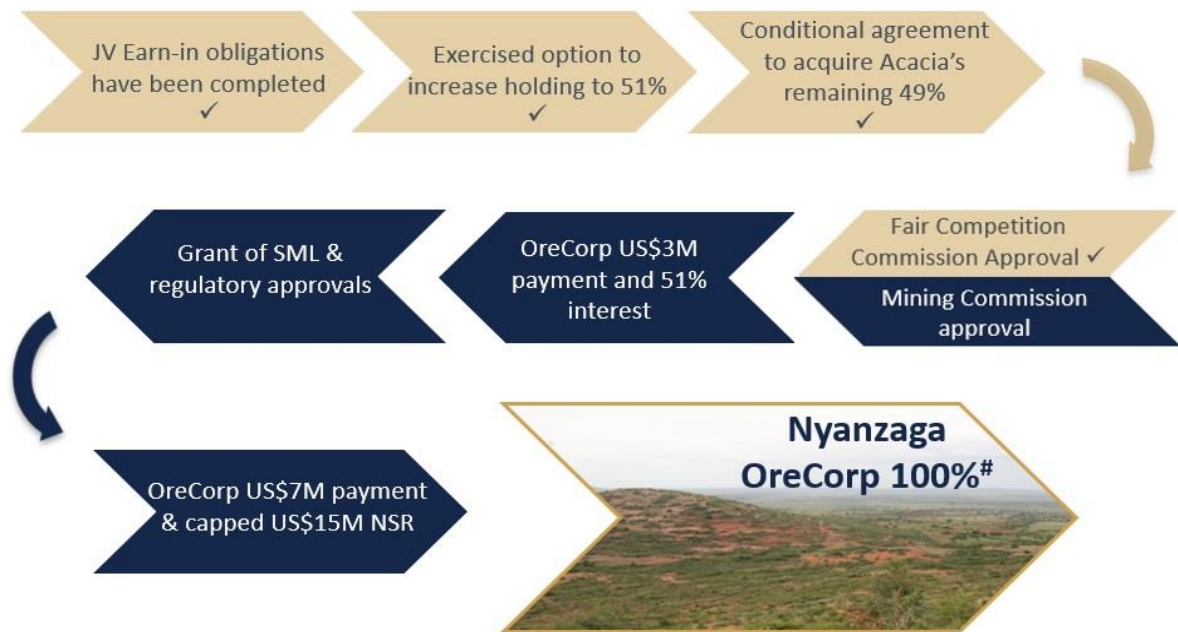 JV Earn-in obligations
have been completed
✓
Exercised option to
increase holding to 51%
✓
Conditional agreement
to acquire Acacia's
remaining 49%
✓
Fair Competition
Commission Approval ✓
Mining Commission
approval
OreCorp US$3M
payment and 51%
interest
Grant of SML &
regulatory approvals
OreCorp US$7M payment
& capped US$15M NSR
Nyanzaga
OreCorp 100%#